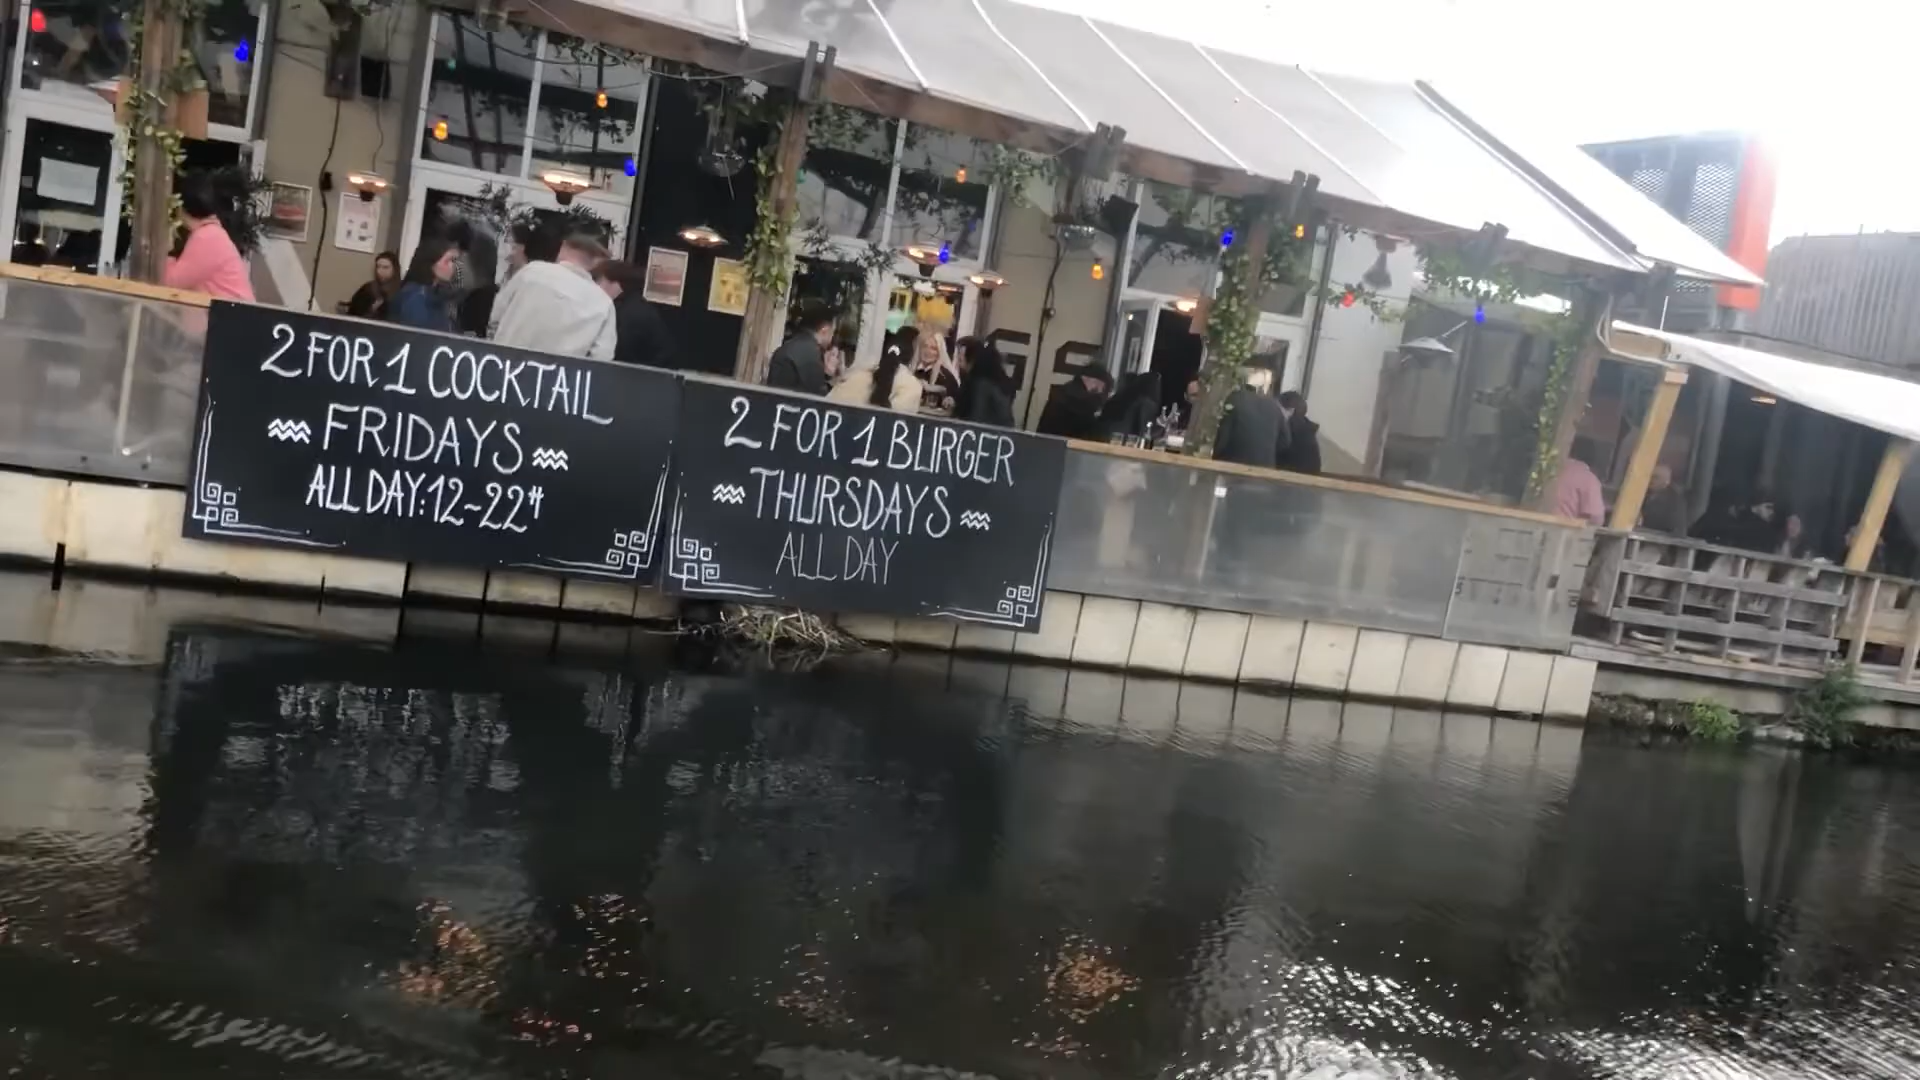 2 FOR 1 COCKTAIL
FRIDAYS
ALL DAY: 12-22H
2 FOR 1 BURGER
THURSDAYS
ALL DAY